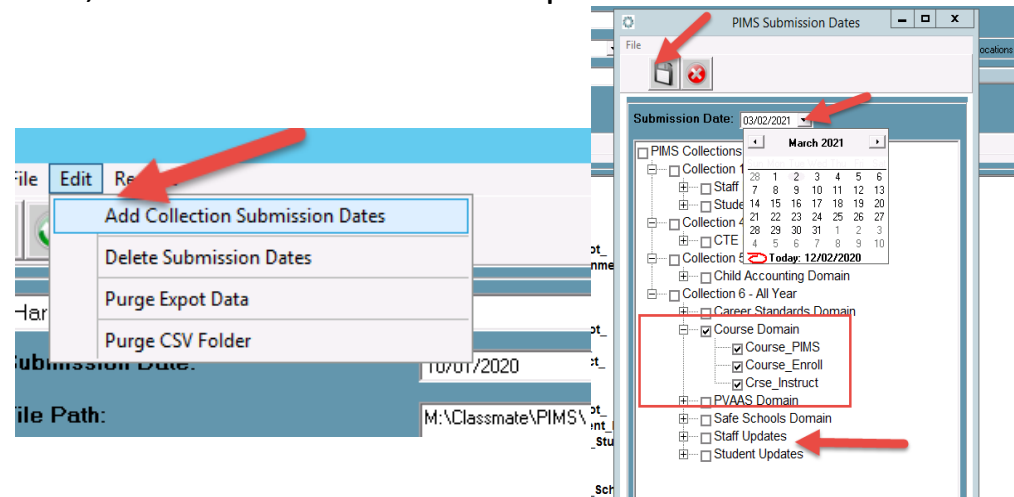 File Edit
Add Collection Submission Dates
Delete Submission Dates
Purge Expot Data
Purge CSV Folder
Har
Submission Date:
10/01/2020
File Path:
M:\Classmate\PIMS\
PIMS Submission Dates
File
ocations
Submission Date: 03/02/2021
March 2021
28 1 2 3 4 5 6
7 8 9 10 11 12 13
14 15 16 17 18 19 20
21 22 23 24 25 26 27
28 29 30 31 1 2 3
4 5 6 7 8 9 10
Today: 12/02/2020
PIMS Collections
Collection 1
Staff
Stude
Collection 4
CTE
Collection 5
Child Accounting Domain
Collection 6 - All Year
Career Standards Domain
Course Domain
Course_PIMS
Course_Enroll
Crse_Instruct
PVAAS Domain
Safe Schools Domain
Staff Updates
Student Updates